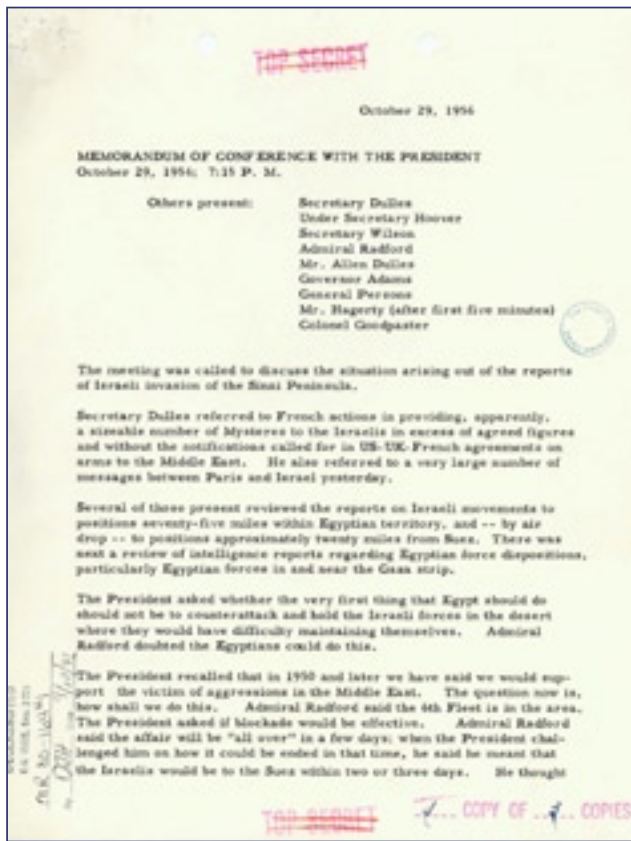 TOP SECRET
October 29, 1956
MEMORANDUM OF CONFERENCE WITH THE PRESIDENT
October 29, 1956; 7:15 P. M.
Others present: Secretary Dulles
Under Secretary Hoover
Secretary Wilson
Admiral Radford
Mr. Allen Dulles
Governor Adams
General Persons
Mr. Hagerty (after first five minutes)
Colonel Goodpaster
The meeting was called to discuss the situation arising out of the reports
of Israeli invasion of the Sinai Peninsula.
Secretary Dulles referred to French actions in providing, apparently,
a sizeable number of Mysteres to the Israelis in excess of agreed figures
and without the notifications called for in US-UK-French agreements on
arms to the Middle East. He also referred to a very large number of
messages between Paris and Israel yesterday.
Several of those present reviewed the reports on Israeli movements to
positions seventy-five miles within Egyptian territory, and -- by air
drop -- to positions approximately twenty miles from Suez. There was
next a review of intelligence reports regarding Egyptian force dispositions,
particularly Egyptian forces in and near the Gaza strip.
The President asked whether the very first thing that Egypt should do
should not be to counterattack and hold the Israeli forces in the desert
where they would have difficulty maintaining themselves. Admiral
Radford doubted the Egyptians could do this.
The President recalled that in 1950 and later we have said we would sup-
port the victim of aggressions in the Middle East. The question now is,
how shall we do this. Admiral Radford said the 6th Fleet is in the area.
The President asked if blockade would be effective. Admiral Radford
said the affair will be "all over" in a few days; when the President chal-
lenged him on how it could be ended in that time, he said he meant that
the Israelis would be to the Suez within two or three days. He thought
TOP SECRET
COPY OF COPIES